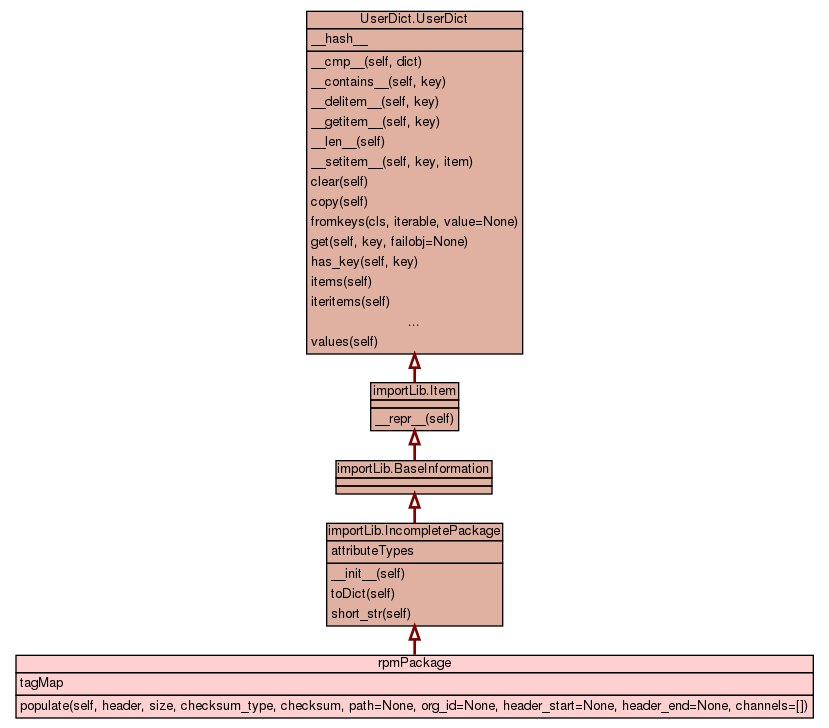 UserDict.UserDict
__hash__
__cmp__(self, dict)
__contains__(self, key)
__delitem__(self, key)
__getitem__(self, key)
__len__(self)
__setitem__(self, key, item)
clear(self)
copy(self)
fromkeys(cls, iterable, value=None)
get(self, key, failobj=None)
has_key(self, key)
items(self)
iteritems(self)
...
values(self)
importLib.Item
__repr__(self)
importLib.BaseInformation
importLib.IncompletePackage
attributeTypes
__init__(self)
toDict(self)
short_str(self)
rpmPackage
tagMap
populate(self, header, size, checksum_type, checksum, path=None, org_id=None, header_start=None, header_end=None, channels=[])